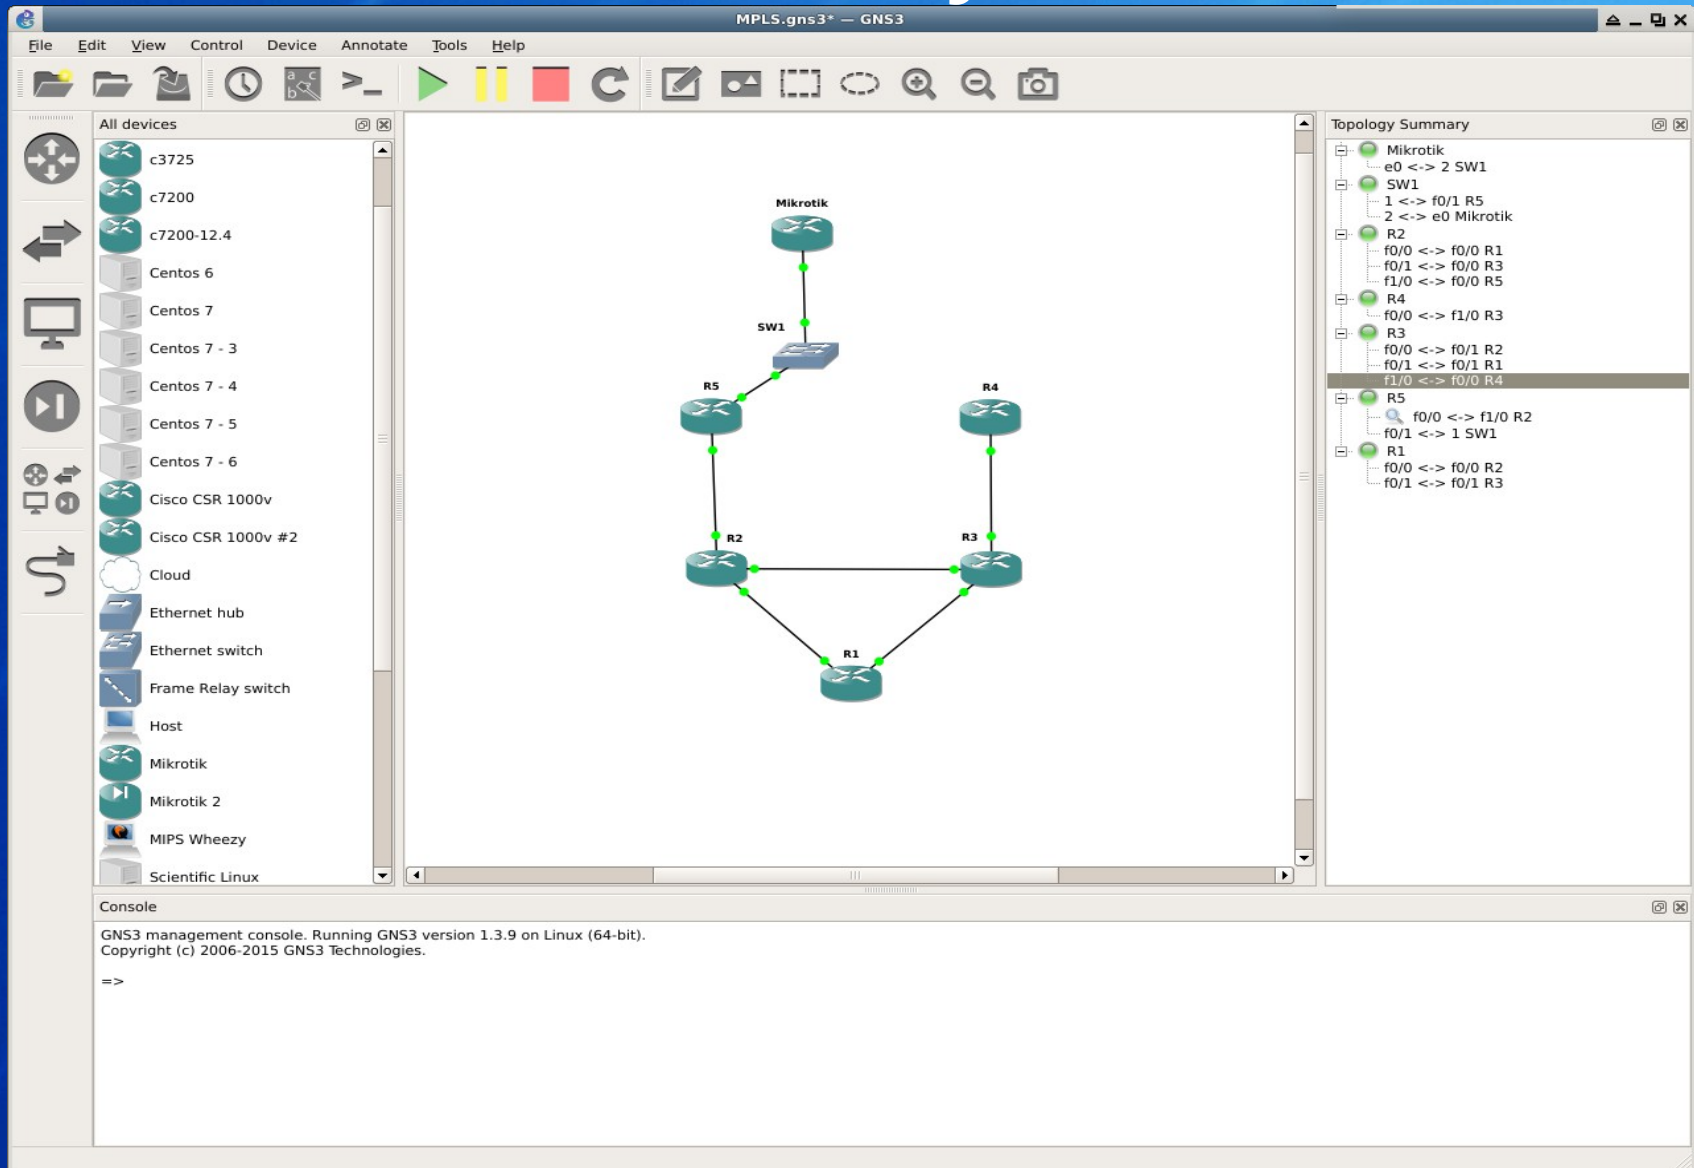 MPLS.gns3* — GNS3
File Edit View Control Device Annotate Tools Help
All devices
c3725
c7200
c7200-12.4
Centos 6
Centos 7
Centos 7 - 3
Centos 7 - 4
Centos 7 - 5
Centos 7 - 6
Cisco CSR 1000v
Cisco CSR 1000v #2
Cloud
Ethernet hub
Ethernet switch
Frame Relay switch
Host
Mikrotik
Mikrotik 2
MIPS Wheezy
Scientific Linux
Mikrotik
SW1
R5
R4
R2
R3
R1
Topology Summary
Mikrotik
e0 <-> 2 SW1
SW1
1 <-> f0/1 R5
2 <-> e0 Mikrotik
R2
f0/0 <-> f0/0 R1
f0/1 <-> f0/0 R3
f1/0 <-> f0/0 R5
R4
f0/0 <-> f1/0 R3
R3
f0/0 <-> f0/1 R2
f0/1 <-> f0/1 R1
f1/0 <-> f0/0 R4
R5
f0/0 <-> f1/0 R2
f0/1 <-> 1 SW1
R1
f0/0 <-> f0/0 R2
f0/1 <-> f0/1 R3
Console
GNS3 management console. Running GNS3 version 1.3.9 on Linux (64-bit).
Copyright (c) 2006-2015 GNS3 Technologies.
=>